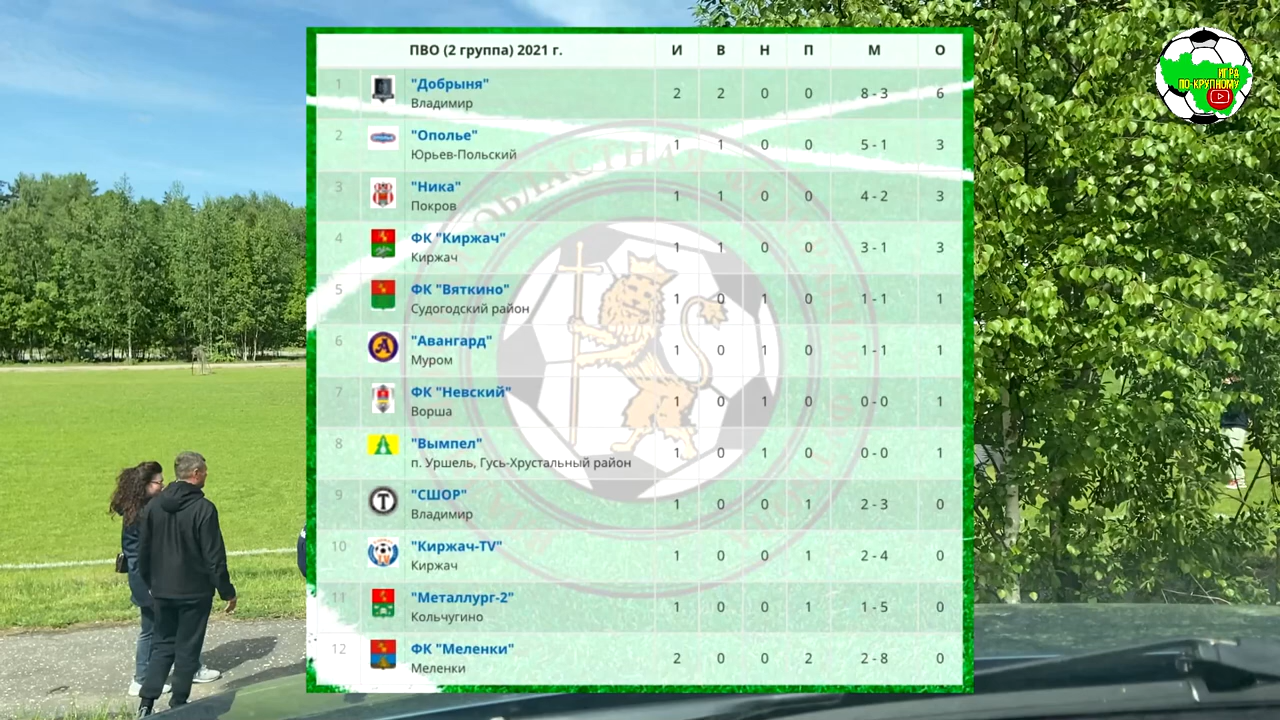 ПВО (2 группа) 2021 г. И В Н П М О
1 "Добрыня" Владимир 2 2 0 0 8 - 3 6
2 "Ополье" Юрьев-Польский 1 1 0 0 5 - 1 3
3 "Ника" Покров 1 1 0 0 4 - 2 3
4 ФК "Киржач" Киржач 1 1 0 0 3 - 1 3
5 ФК "Вяткино" Судогодский район 1 0 1 0 1 - 1 1
6 "Авангард" Муром 1 0 1 0 1 - 1 1
7 ФК "Невский" Ворша 1 0 1 0 0 - 0 1
8 "Вымпел" п. Уршель, Гусь-Хрустальный район 1 0 1 0 0 - 0 1
9 "СШОР" Владимир 1 0 0 1 2 - 3 0
10 "Киржач-TV" Киржач 1 0 0 1 2 - 4 0
11 "Металлург-2" Кольчугино 1 0 0 1 1 - 5 0
12 ФК "Меленки" Меленки 2 0 0 2 2 - 8 0
ИГРА
ПО-КРУПНОМУ